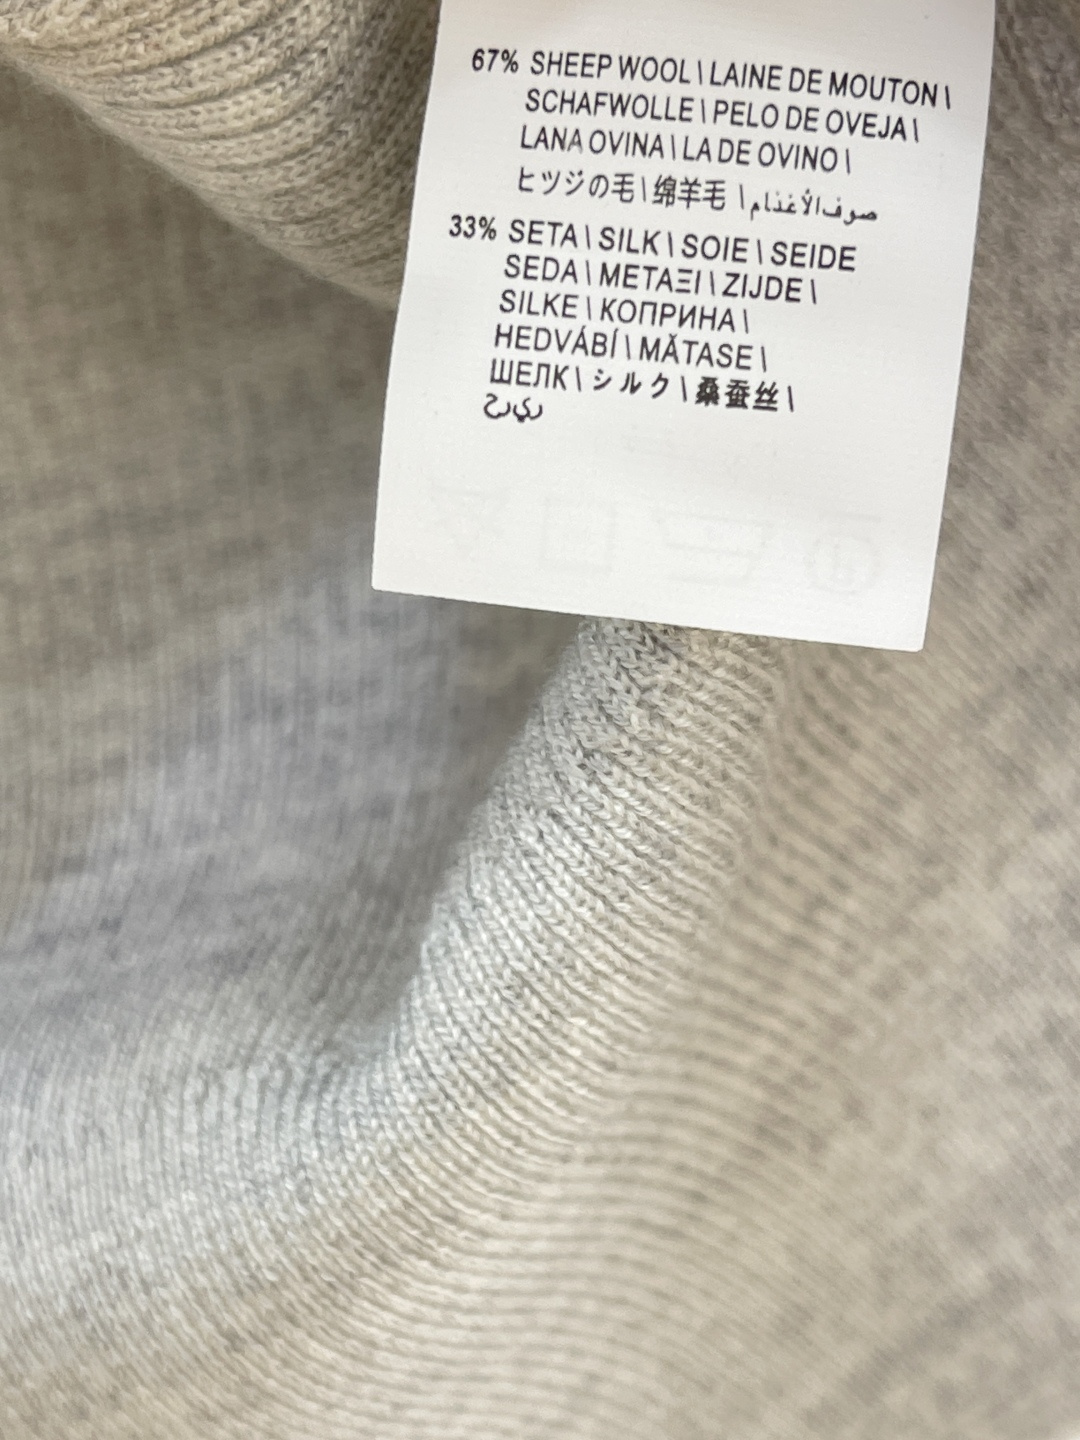 67% SHEEP WOOL \ LAINE DE MOUTON \
SCHAFWOLLE \ PELO DE OVEJA \
LANA OVINA \ LA DE OVINO \
ヒツジの毛 \ 绵羊毛 \ صوف الأغنام
33% SETA \ SILK \ SOIE \ SEIDE
SEDA \ ΜΕΤΑΞΙ \ ZIJDE \
SILKE \ КОПРИНА \
HEDVÁBÍ \ MĂTASE \
ШЕЛК \ シルク \ 桑蚕丝 \